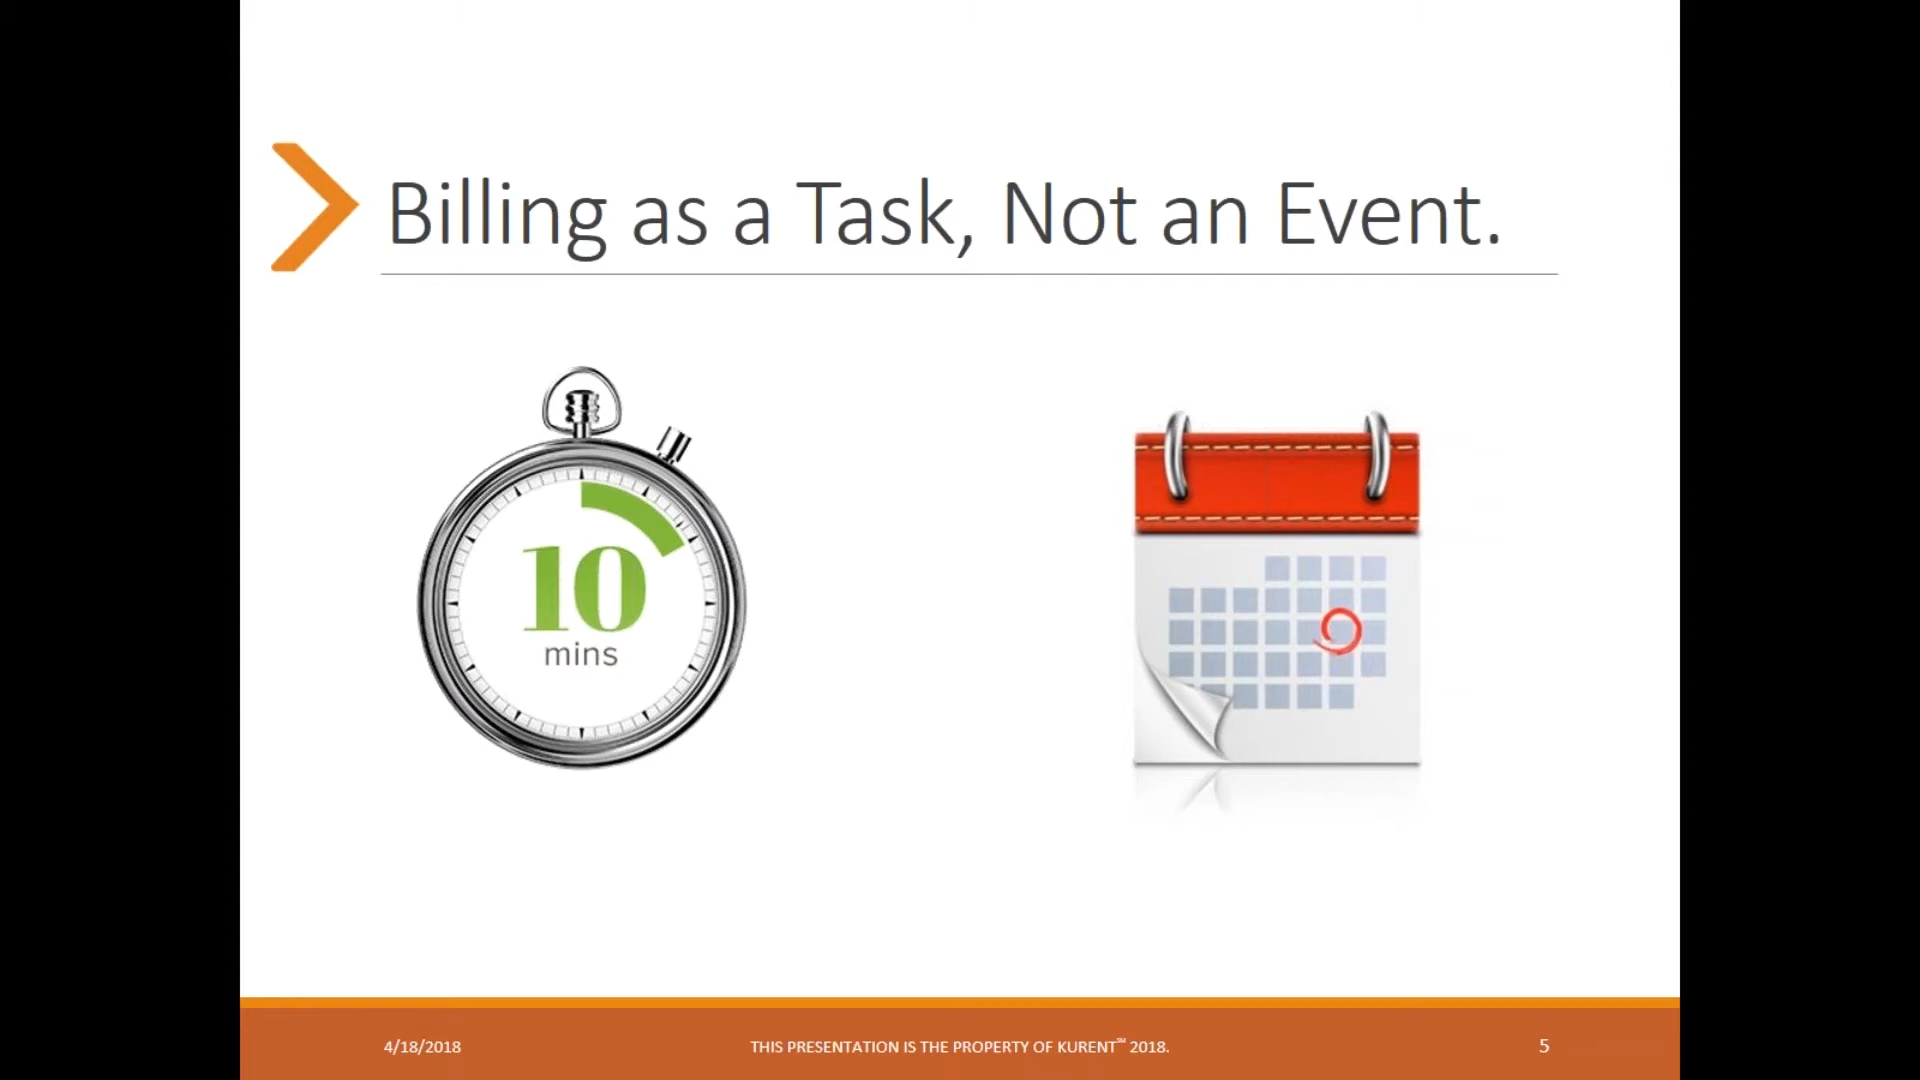 Billing as a Task, Not an Event.
10
mins
4/18/2018
THIS PRESENTATION IS THE PROPERTY OF KURENT℠ 2018.
5